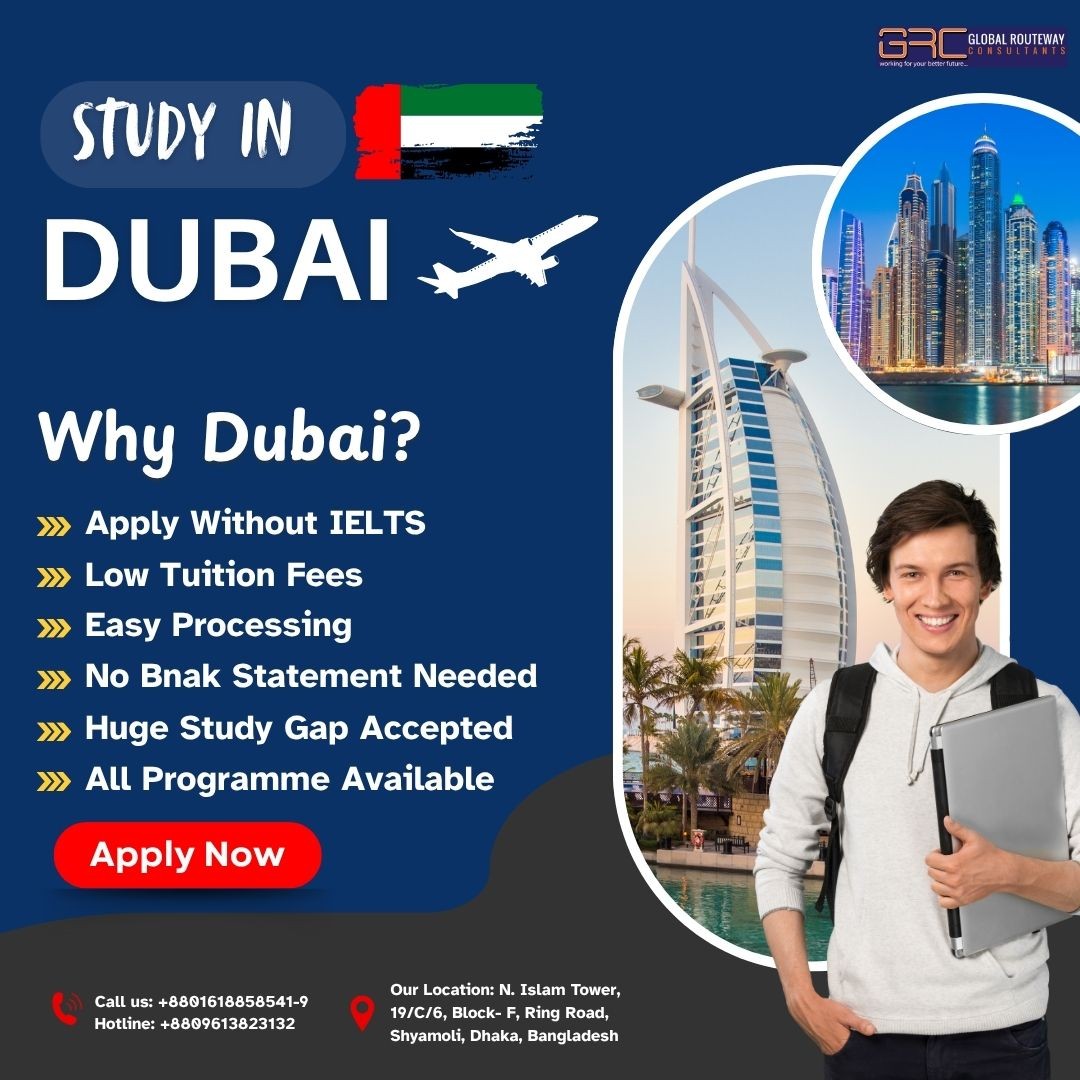 GRC GLOBAL ROUTEWAY
CONSULTANTS
working for your better future...
STUDY IN
DUBAI
Why Dubai?
Apply Without IELTS
Low Tuition Fees
Easy Processing
No Bnak Statement Needed
Huge Study Gap Accepted
All Programme Available
Apply Now
Call us: +8801618858541-9
Hotline: +8809613823132
Our Location: N. Islam Tower,
19/C/6, Block- F, Ring Road,
Shyamoli, Dhaka, Bangladesh